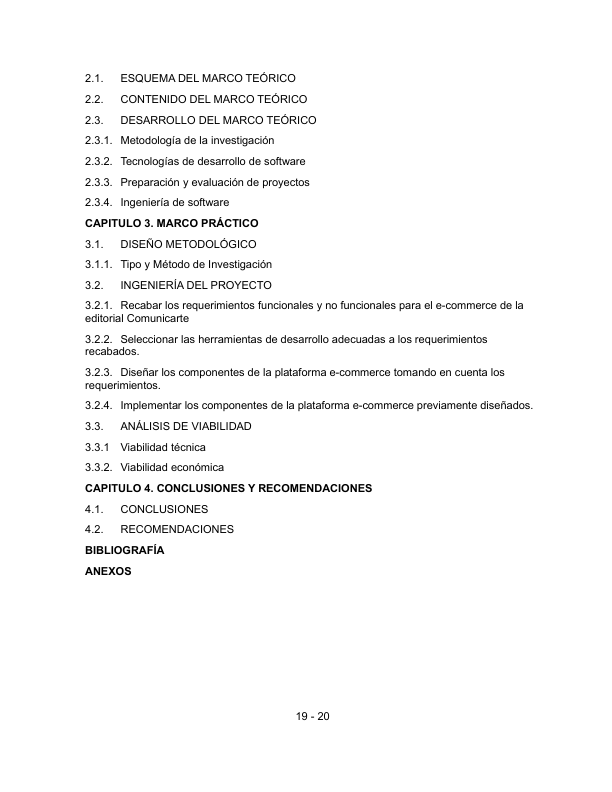 2.1. ESQUEMA DEL MARCO TEÓRICO
2.2. CONTENIDO DEL MARCO TEÓRICO
2.3. DESARROLLO DEL MARCO TEÓRICO
2.3.1. Metodología de la investigación
2.3.2. Tecnologías de desarrollo de software
2.3.3. Preparación y evaluación de proyectos
2.3.4. Ingeniería de software
CAPITULO 3. MARCO PRÁCTICO
3.1. DISEÑO METODOLÓGICO
3.1.1. Tipo y Método de Investigación
3.2. INGENIERÍA DEL PROYECTO
3.2.1. Recabar los requerimientos funcionales y no funcionales para el e-commerce de la
editorial Comunicarte
3.2.2. Seleccionar las herramientas de desarrollo adecuadas a los requerimientos
recabados.
3.2.3. Diseñar los componentes de la plataforma e-commerce tomando en cuenta los
requerimientos.
3.2.4. Implementar los componentes de la plataforma e-commerce previamente diseñados.
3.3. ANÁLISIS DE VIABILIDAD
3.3.1 Viabilidad técnica
3.3.2. Viabilidad económica
CAPITULO 4. CONCLUSIONES Y RECOMENDACIONES
4.1. CONCLUSIONES
4.2. RECOMENDACIONES
BIBLIOGRAFÍA
ANEXOS
19 - 20